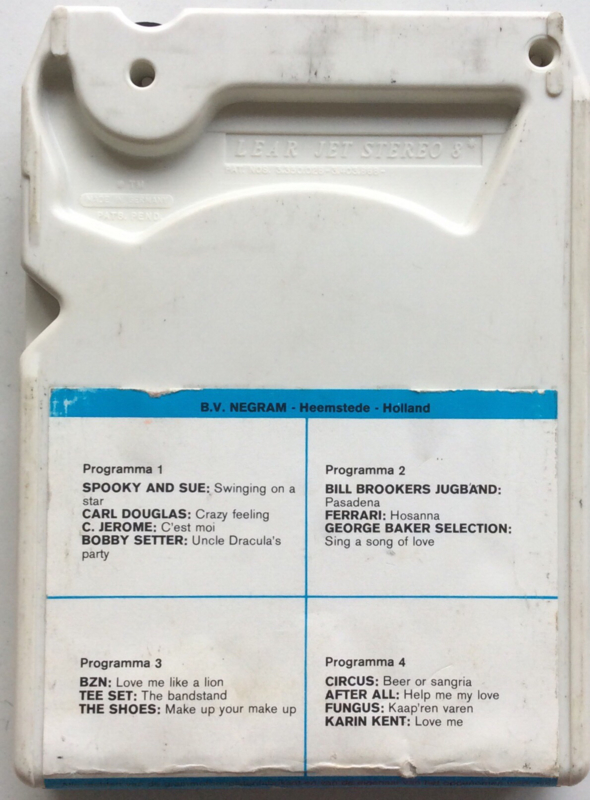 LEAR JET STEREO 8
PAT'S. PEND.
B.V. NEGRAM - Heemstede - Holland
Programma 1
SPOOKY AND SUE: Swinging on a
star
CARL DOUGLAS: Crazy feeling
C. JEROME: C'est moi
BOBBY SETTER: Uncle Dracula's
party
Programma 2
BILL BROOKERS JUGBAND:
Pasadena
FERRARI: Hosanna
GEORGE BAKER SELECTION:
Sing a song of love
Programma 3
BZN: Love me like a lion
TEE SET: The bandstand
THE SHOES: Make up your make up
Programma 4
CIRCUS: Beer or sangria
AFTER ALL: Help me my love
FUNGUS: Kaap'ren varen
KARIN KENT: Love me